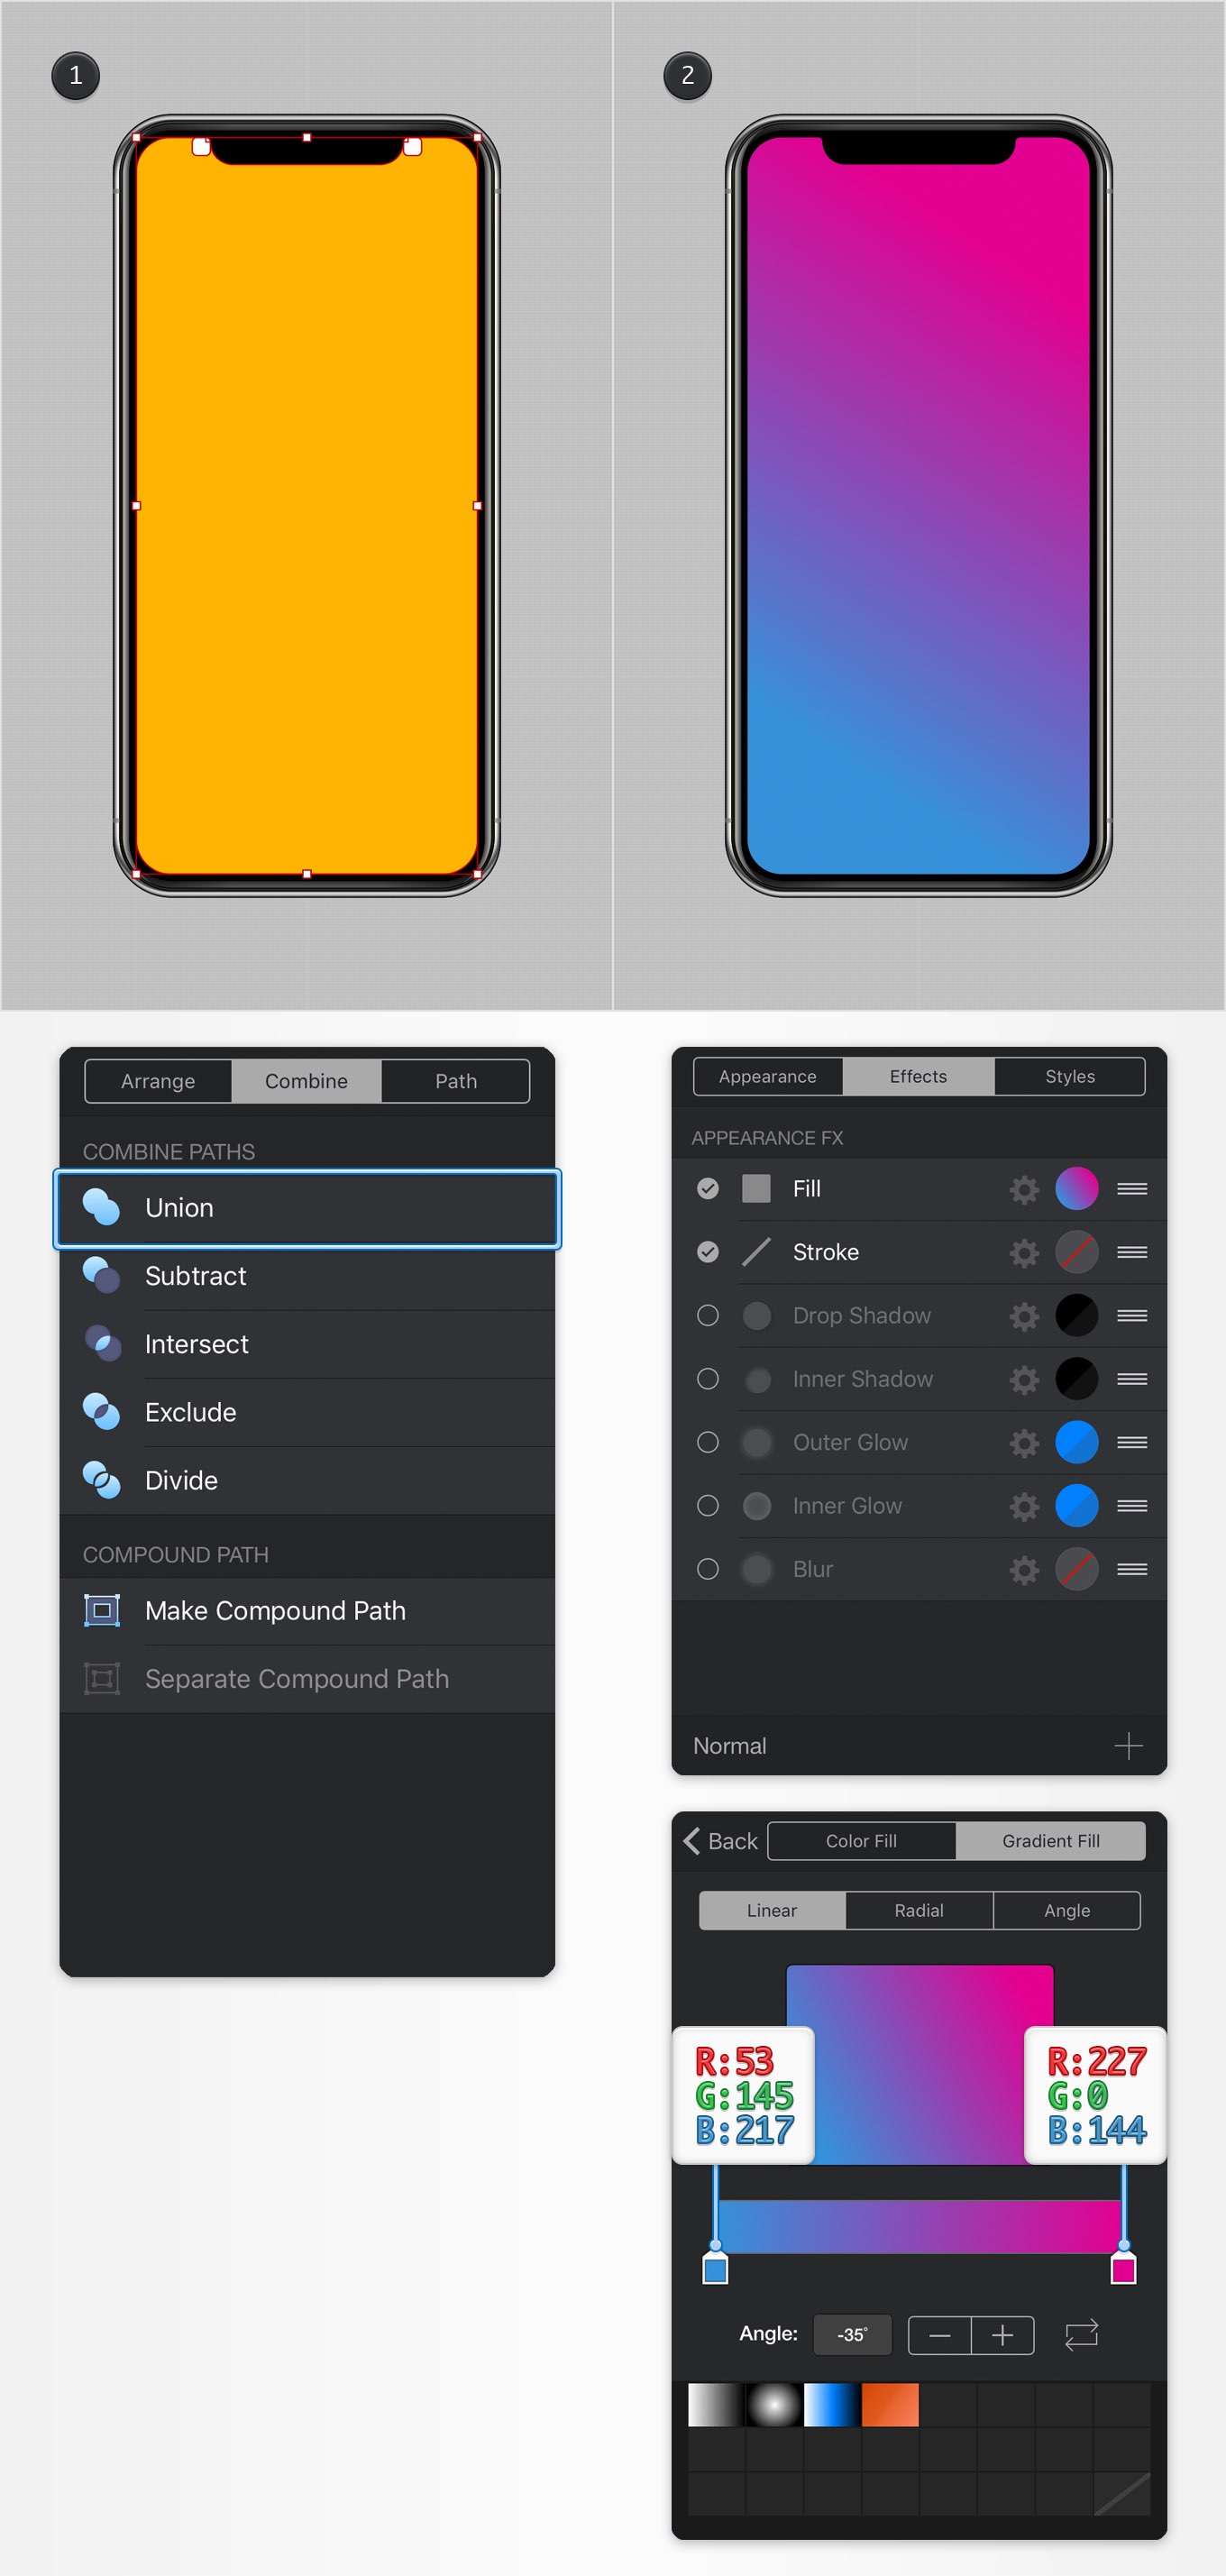 1
2
Arrange Combine Path
COMBINE PATHS
Union
Subtract
Intersect
Exclude
Divide
COMPOUND PATH
Make Compound Path
Separate Compound Path
Appearance Effects Styles
APPEARANCE FX
Fill
Stroke
Drop Shadow
Inner Shadow
Outer Glow
Inner Glow
Blur
Normal
Back Color Fill Gradient Fill
Linear Radial Angle
R:53
G:145
B:217
R:227
G:0
B:144
Angle: -35°